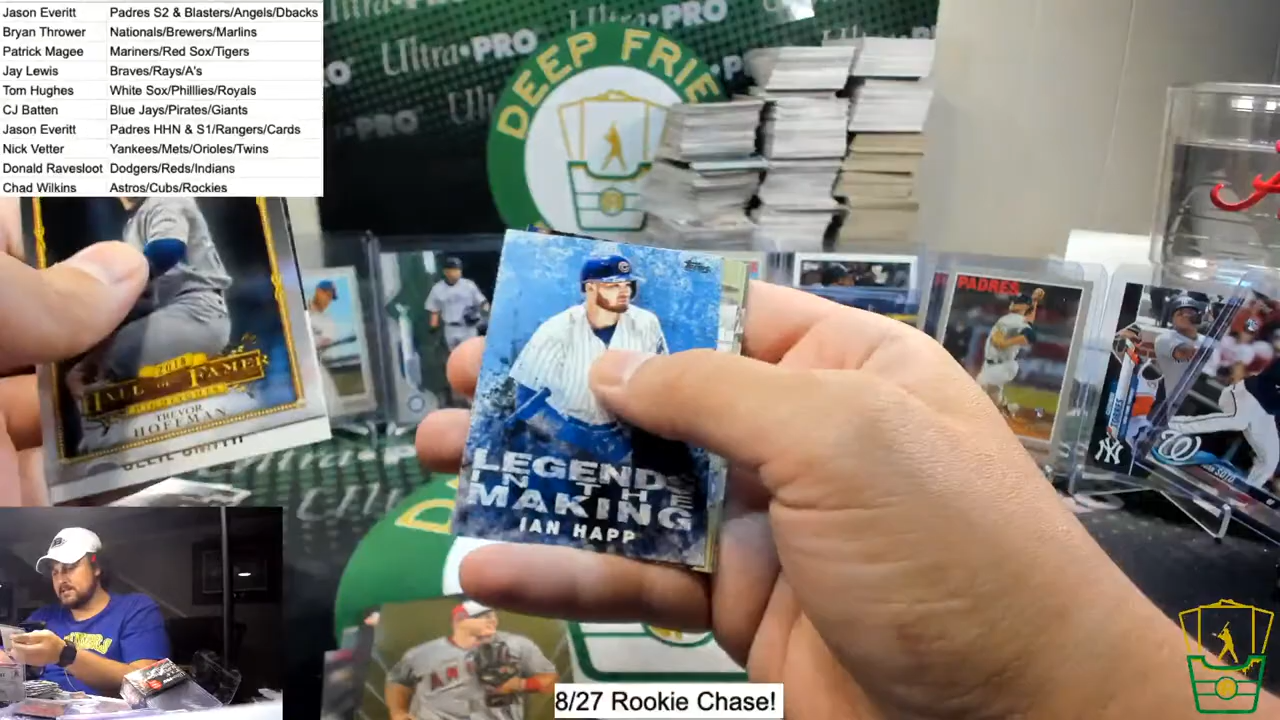 Jason Everitt Padres S2 & Blasters/Angels/Dbacks
Bryan Thrower Nationals/Brewers/Marlins
Patrick Magee Mariners/Red Sox/Tigers
Jay Lewis Braves/Rays/A's
Tom Hughes White Sox/Philllies/Royals
CJ Batten Blue Jays/Pirates/Giants
Jason Everitt Padres HHN & S1/Rangers/Cards
Nick Vetter Yankees/Mets/Orioles/Twins
Donald Ravesloot Dodgers/Reds/Indians
Chad Wilkins Astros/Cubs/Rockies
Ultra PRO
DEEP FRIE
PADRES
2018
HALL OF FAME
TREVOR
HOFFMAN
OZZIE SMITH
LEGENDS
IN THE
MAKING
IAN HAPP
8/27 Rookie Chase!